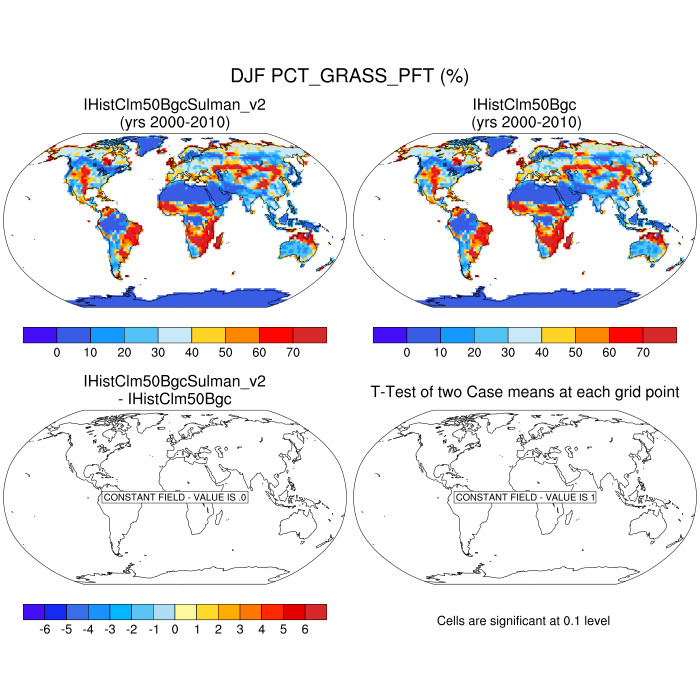 DJF PCT_GRASS_PFT (%)
IHistClm50BgcSulman_v2
(yrs 2000-2010)
IHistClm50Bgc
(yrs 2000-2010)
0 10 20 30 40 50 60 70
0 10 20 30 40 50 60 70
IHistClm50BgcSulman_v2
- IHistClm50Bgc
T-Test of two Case means at each grid point
CONSTANT FIELD - VALUE IS .0
CONSTANT FIELD - VALUE IS 1
-6 -5 -4 -3 -2 -1 0 1 2 3 4 5 6
Cells are significant at 0.1 level